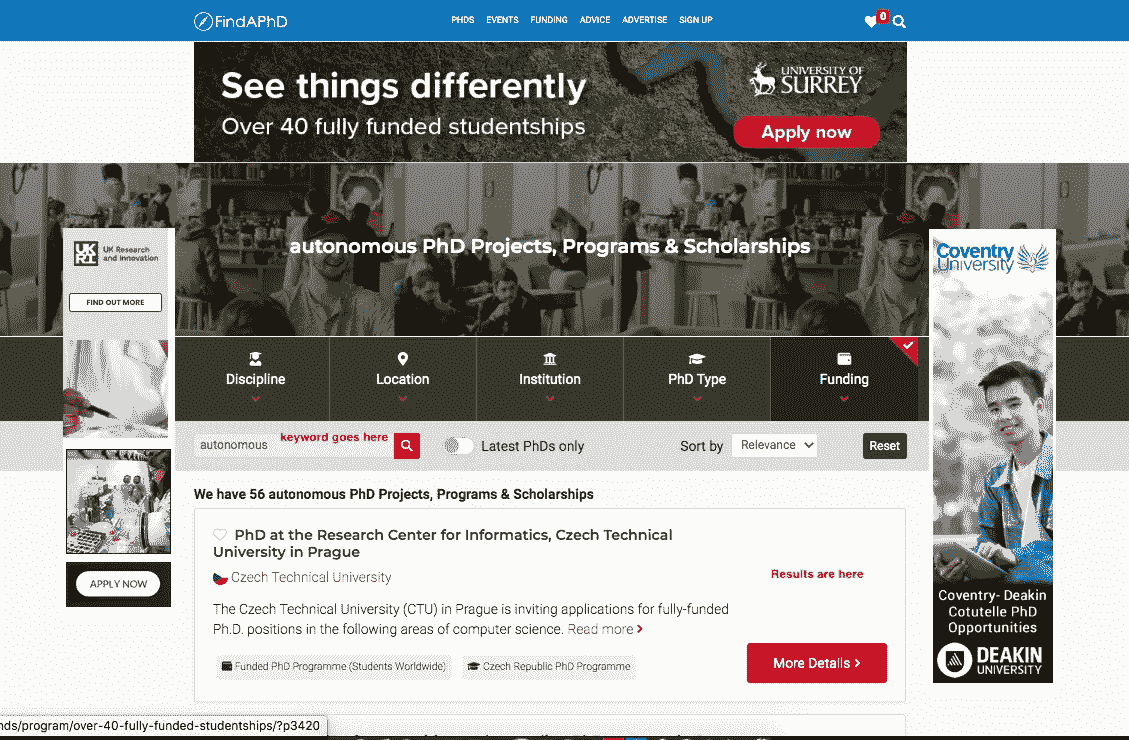 FindAPhD
PHDS EVENTS FUNDING ADVICE ADVERTISE SIGN UP
0
See things differently
Over 40 fully funded studentships
UNIVERSITY OF
SURREY
Apply now
UK Research
and Innovation
FIND OUT MORE
APPLY NOW
autonomous PhD Projects, Programs & Scholarships
Coventry
University
Discipline
Location
Institution
PhD Type
Funding
autonomous
keyword goes here
Latest PhDs only
Sort by
Relevance
Reset
We have 56 autonomous PhD Projects, Programs & Scholarships
PhD at the Research Center for Informatics, Czech Technical
University in Prague
Czech Technical University
Results are here
The Czech Technical University (CTU) in Prague is inviting applications for fully-funded
Ph.D. positions in the following areas of computer science. Read more
Funded PhD Programme (Students Worldwide)
Czech Republic PhD Programme
More Details
Coventry- Deakin
Cotutelle PhD
Opportunities
DEAKIN
UNIVERSITY
nds/program/over-40-fully-funded-studentships/?p3420